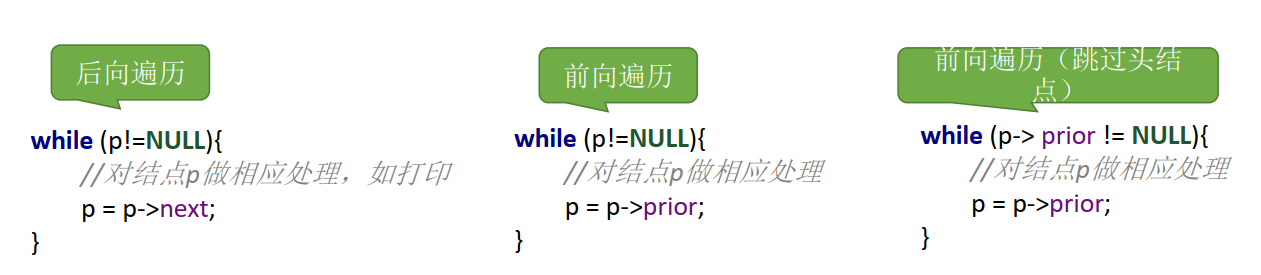 后向遍历
while (p!=NULL){
//对结点p做相应处理，如打印
p = p->next;
}
前向遍历
while (p!=NULL){
//对结点p做相应处理
p = p->prior;
}
前向遍历（跳过头结
点）
while (p-> prior != NULL){
//对结点p做相应处理
p = p->prior;
}